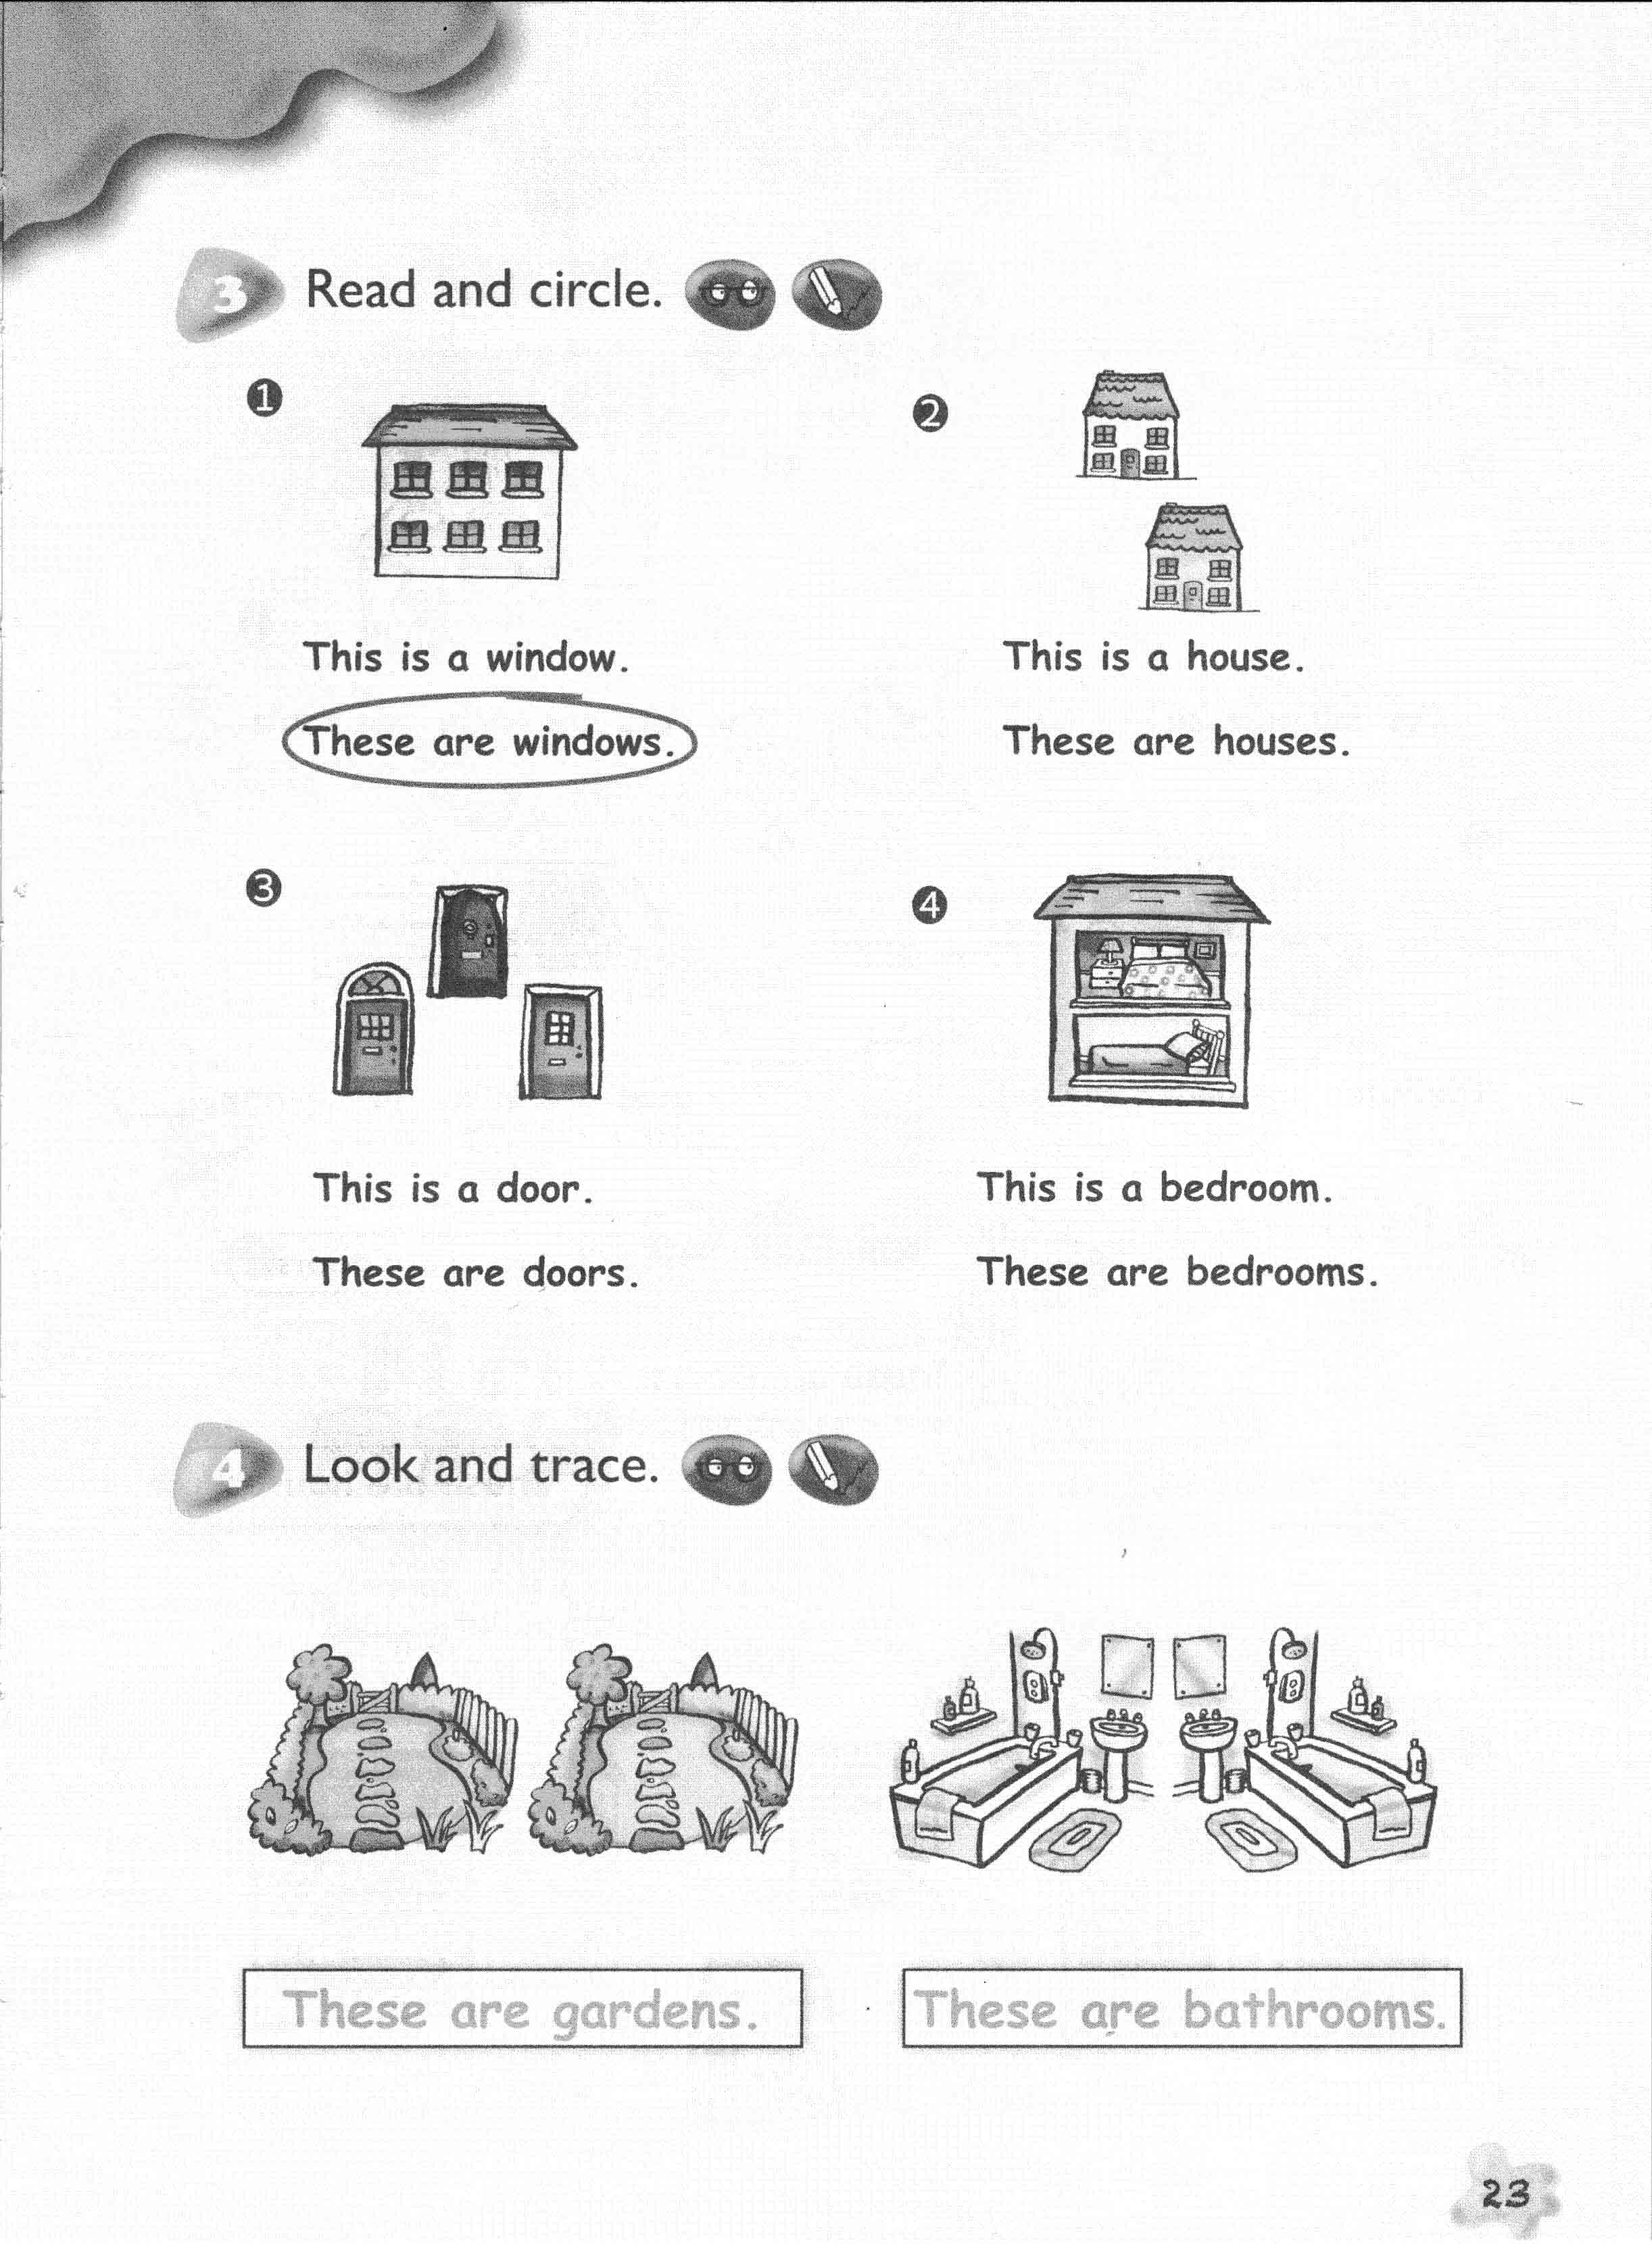 3 Read and circle.
1
This is a window.
These are windows.
2
This is a house.
These are houses.
3
This is a door.
These are doors.
4
This is a bedroom.
These are bedrooms.
4 Look and trace.
These are gardens.
These are bathrooms.
23